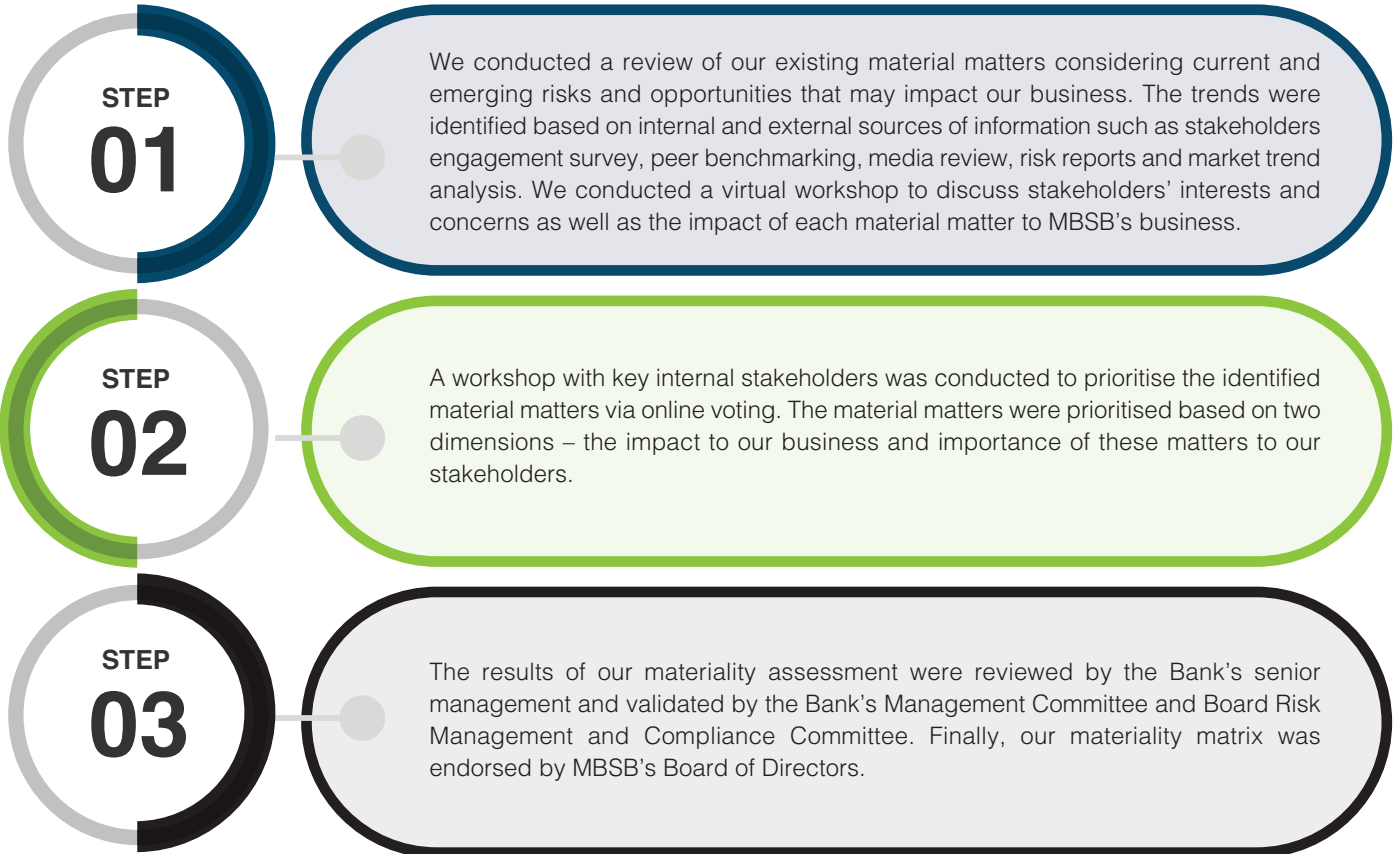 STEP
01
We conducted a review of our existing material matters considering current and
emerging risks and opportunities that may impact our business. The trends were
identified based on internal and external sources of information such as stakeholders
engagement survey, peer benchmarking, media review, risk reports and market trend
analysis. We conducted a virtual workshop to discuss stakeholders’ interests and
concerns as well as the impact of each material matter to MBSB’s business.
STEP
02
A workshop with key internal stakeholders was conducted to prioritise the identified
material matters via online voting. The material matters were prioritised based on two
dimensions – the impact to our business and importance of these matters to our
stakeholders.
STEP
03
The results of our materiality assessment were reviewed by the Bank’s senior
management and validated by the Bank’s Management Committee and Board Risk
Management and Compliance Committee. Finally, our materiality matrix was
endorsed by MBSB’s Board of Directors.